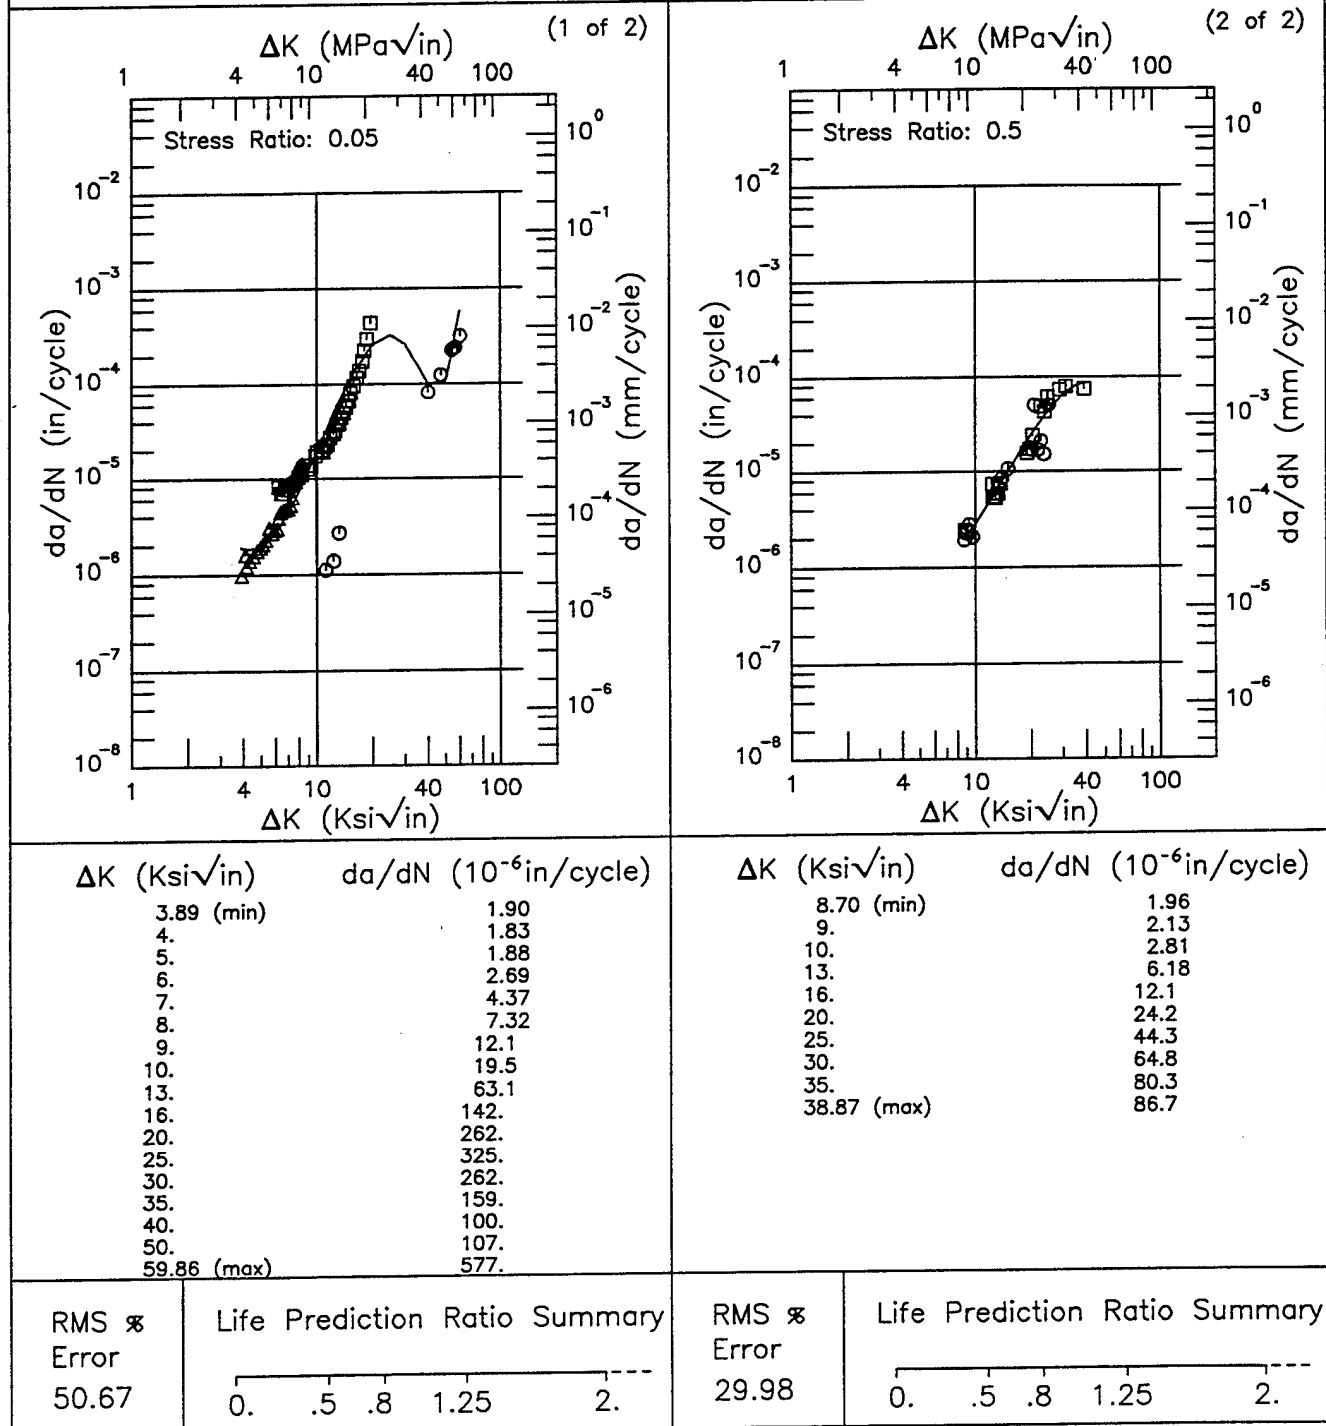 (1 of 2)
ΔK (MPa√in)
1 4 10 40 100
Stress Ratio: 0.05
10⁰
10⁻¹
10⁻²
10⁻³
10⁻⁴
10⁻⁵
10⁻⁶
da/dN (mm/cycle)
10⁻²
10⁻³
10⁻⁴
10⁻⁵
10⁻⁶
10⁻⁷
10⁻⁸
da/dN (in/cycle)
1 4 10 40 100
ΔK (Ksi√in)
(2 of 2)
ΔK (MPa√in)
1 4 10 40 100
Stress Ratio: 0.5
10⁰
10⁻¹
10⁻²
10⁻³
10⁻⁴
10⁻⁵
10⁻⁶
da/dN (mm/cycle)
10⁻²
10⁻³
10⁻⁴
10⁻⁵
10⁻⁶
10⁻⁷
10⁻⁸
da/dN (in/cycle)
1 4 10 40 100
ΔK (Ksi√in)
ΔK (Ksi√in) da/dN (10⁻⁶in/cycle)
3.89 (min) 1.90
4. 1.83
5. 1.88
6. 2.69
7. 4.37
8. 7.32
9. 12.1
10. 19.5
13. 63.1
16. 142.
20. 262.
25. 325.
30. 262.
35. 159.
40. 100.
50. 107.
59.86 (max) 577.
ΔK (Ksi√in) da/dN (10⁻⁶in/cycle)
8.70 (min) 1.96
9. 2.13
10. 2.81
13. 6.18
16. 12.1
20. 24.2
25. 44.3
30. 64.8
35. 80.3
38.87 (max) 86.7
RMS %
Error
50.67
Life Prediction Ratio Summary
0. .5 .8 1.25 2.
RMS %
Error
29.98
Life Prediction Ratio Summary
0. .5 .8 1.25 2.